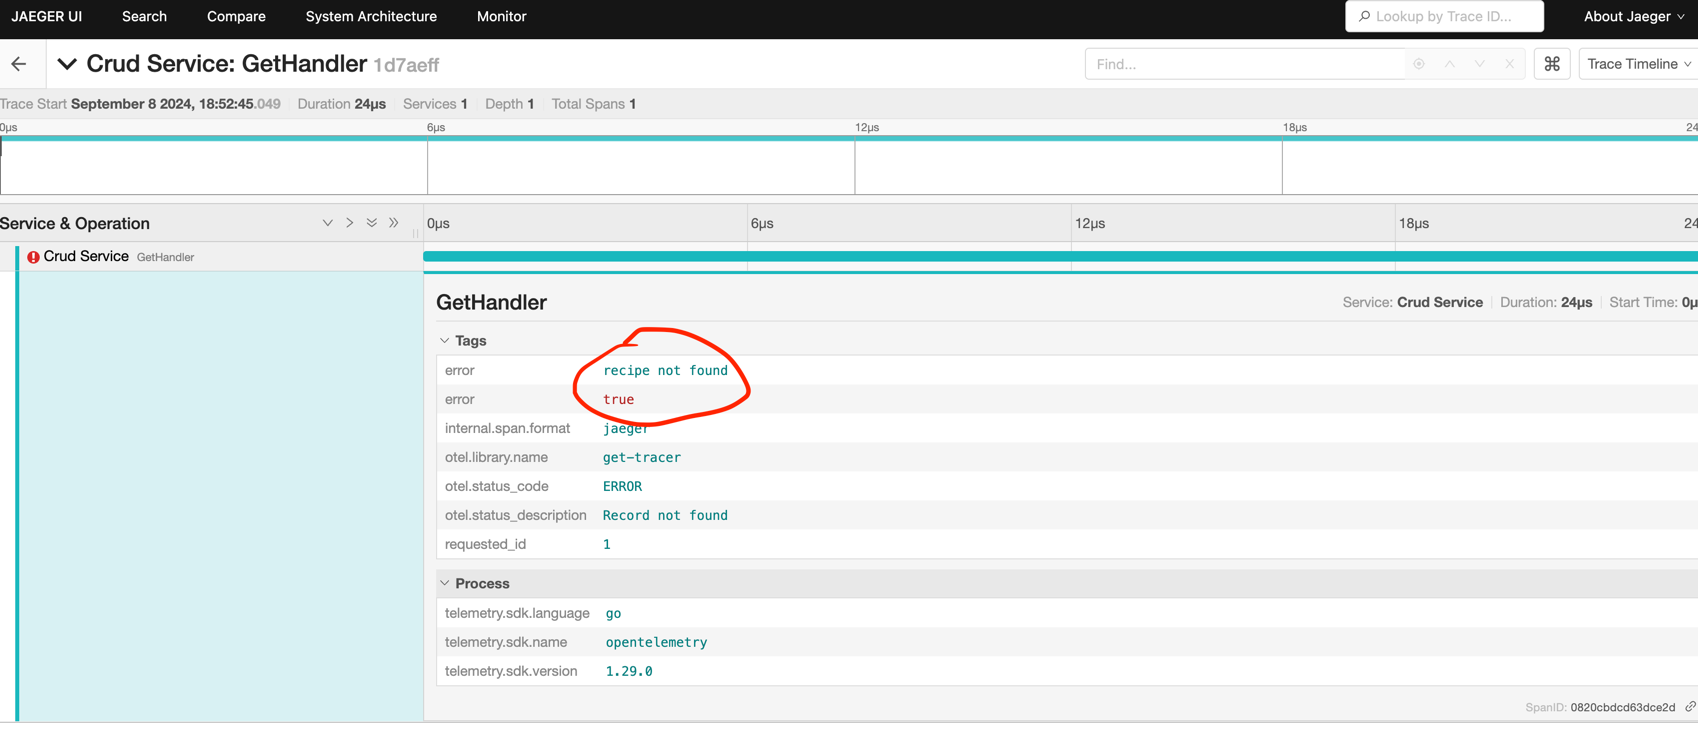 JAEGER UI Search Compare System Architecture Monitor Lookup by Trace ID... About Jaeger
Crud Service: GetHandler 1d7aeff Find... Trace Timeline
Trace Start September 8 2024, 18:52:45.049 Duration 24µs Services 1 Depth 1 Total Spans 1
0µs 6µs 12µs 18µs 24
Service & Operation 0µs 6µs 12µs 18µs 24
Crud Service GetHandler
GetHandler Service: Crud Service Duration: 24µs Start Time: 0µ
Tags
error recipe not found
error true
internal.span.format jaeger
otel.library.name get-tracer
otel.status_code ERROR
otel.status_description Record not found
requested_id 1
Process
telemetry.sdk.language go
telemetry.sdk.name opentelemetry
telemetry.sdk.version 1.29.0
SpanID: 0820cbdcd63dce2d